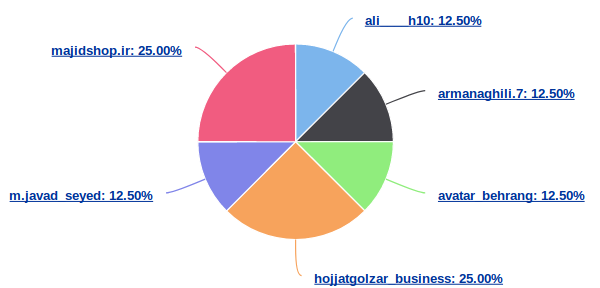 ali____h10: 12.50%
majidshop.ir: 25.00%
armanaghili.7: 12.50%
m.javad_seyed: 12.50%
avatar_behrang: 12.50%
hojjatgolzar_business: 25.00%